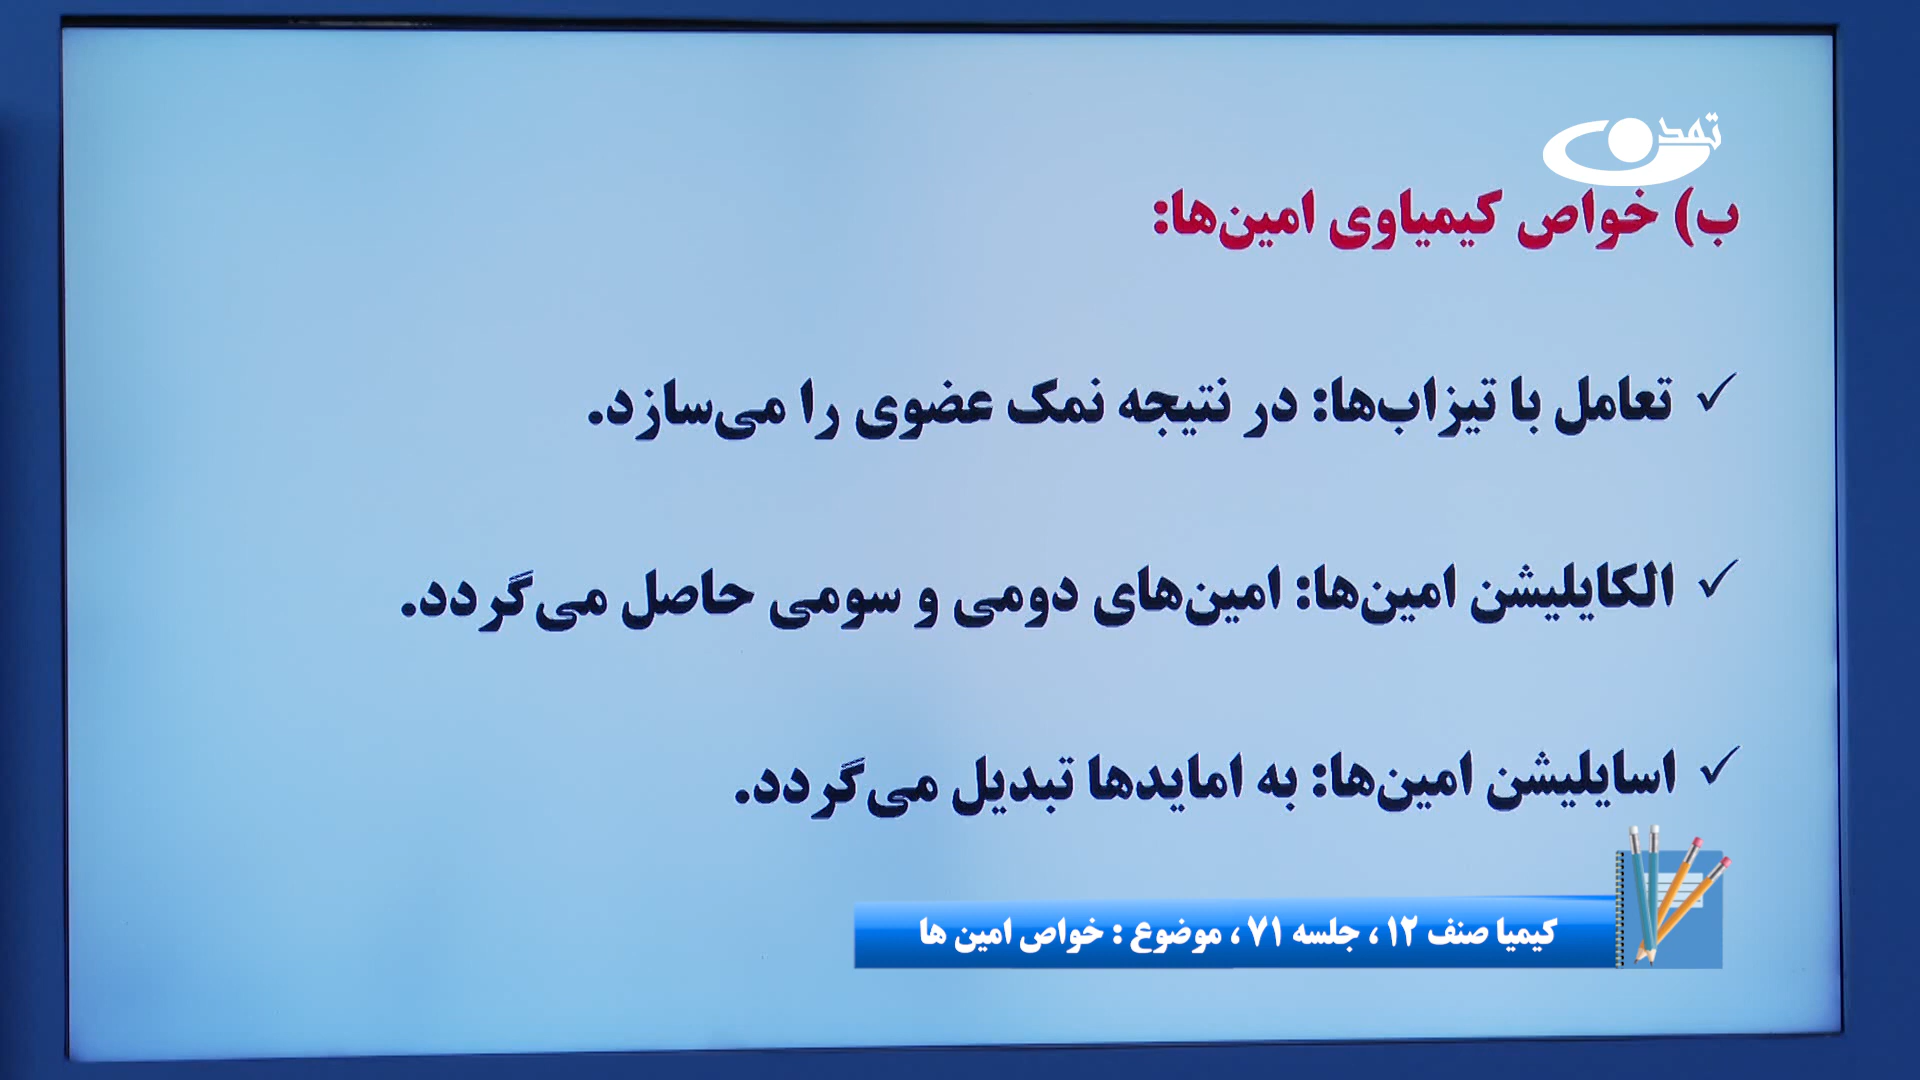 تمدن
ب) خواص کیمیاوی امین‌ها:
✓ تعامل با تیزاب‌ها: در نتیجه نمک عضوی را می‌سازد.
✓ الکایلیشن امین‌ها: امین‌های دومی و سومی حاصل می‌گردد.
✓ اسایلیشن امین‌ها: به امایدها تبدیل می‌گردد.
کیمیا صنف ۱۲ ، جلسه ۷۱ ، موضوع : خواص امین ها